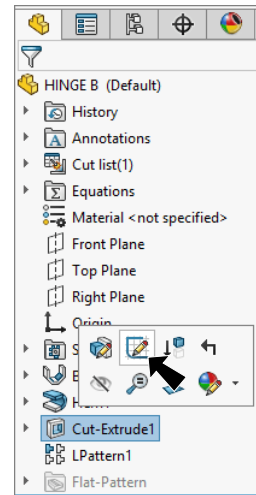 HINGE B (Default)
History
Annotations
Cut list(1)
Equations
Material <not specified>
Front Plane
Top Plane
Right Plane
Origin
Cut-Extrude1
LPattern1
Flat-Pattern